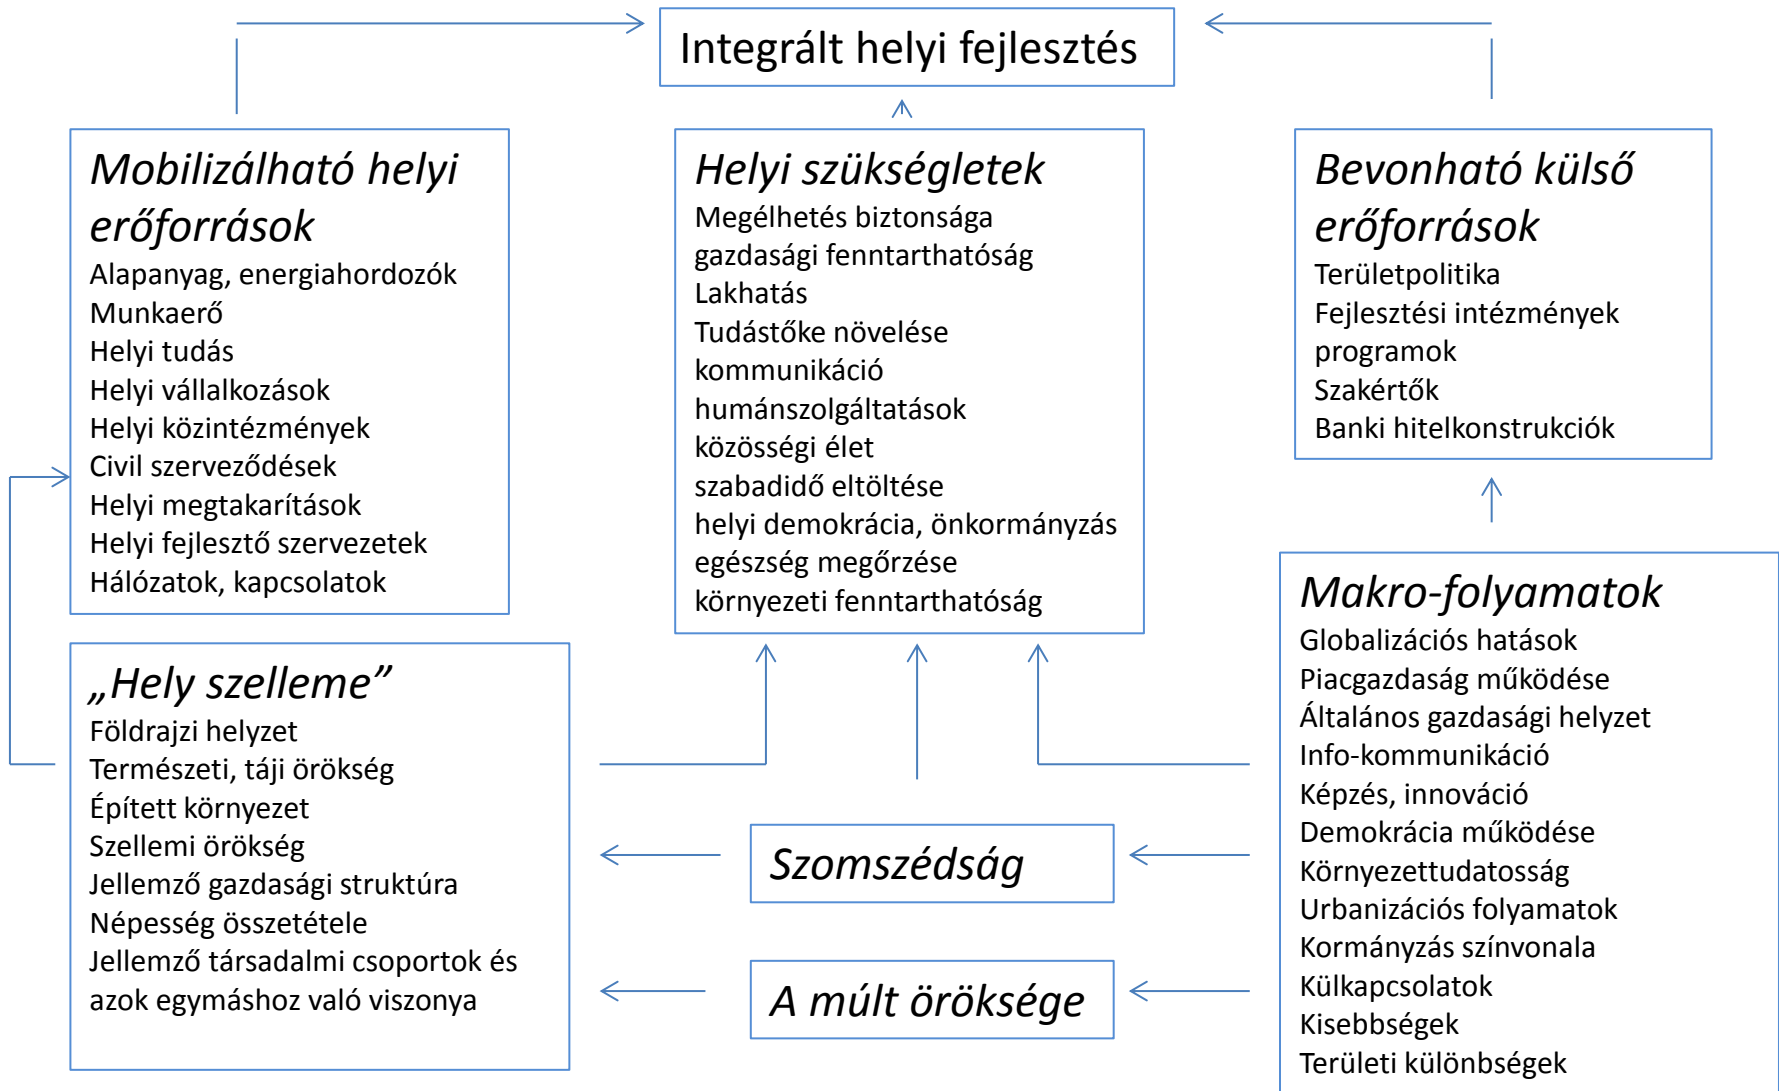 Integrált helyi fejlesztés
Mobilizálható helyi
erőforrások
Alapanyag, energiahordozók
Munkaerő
Helyi tudás
Helyi vállalkozások
Helyi közintézmények
Civil szerveződések
Helyi megtakarítások
Helyi fejlesztő szervezetek
Hálózatok, kapcsolatok
Helyi szükségletek
Megélhetés biztonsága
gazdasági fenntarthatóság
Lakhatás
Tudástőke növelése
kommunikáció
humánszolgáltatások
közösségi élet
szabadidő eltöltése
helyi demokrácia, önkormányzás
egészség megőrzése
környezeti fenntarthatóság
Bevonható külső
erőforrások
Területpolitika
Fejlesztési intézmények
programok
Szakértők
Banki hitelkonstrukciók
„Hely szelleme”
Földrajzi helyzet
Természeti, táji örökség
Épített környezet
Szellemi örökség
Jellemző gazdasági struktúra
Népesség összetétele
Jellemző társadalmi csoportok és
azok egymáshoz való viszonya
Szomszédság
A múlt öröksége
Makro-folyamatok
Globalizációs hatások
Piacgazdaság működése
Általános gazdasági helyzet
Info-kommunikáció
Képzés, innováció
Demokrácia működése
Környezettudatosság
Urbanizációs folyamatok
Kormányzás színvonala
Külkapcsolatok
Kisebbségek
Területi különbségek